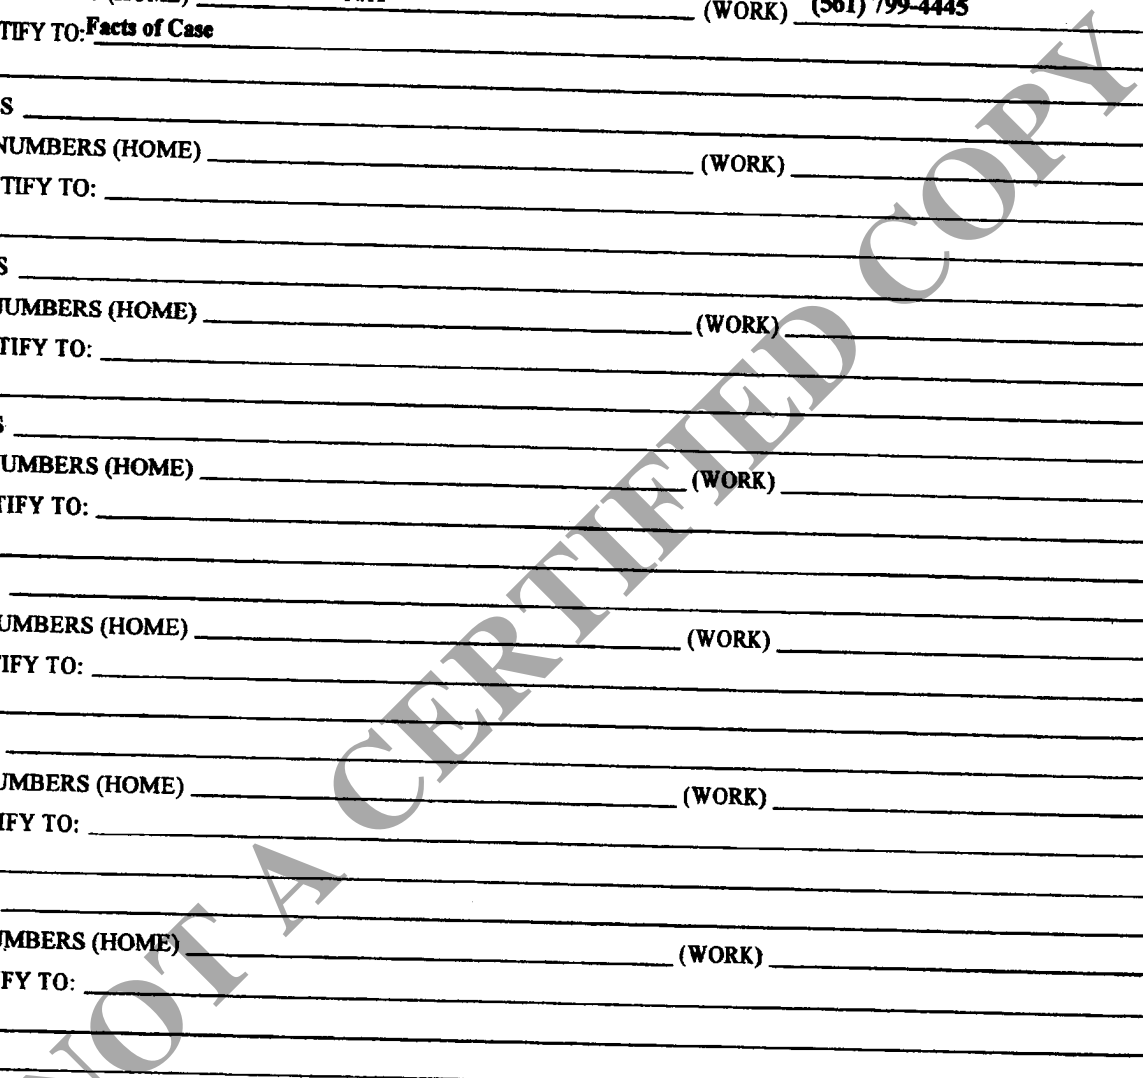 (WORK) (561) 799-4445
TIFY TO: Facts of Case
S
NUMBERS (HOME) (WORK)
TIFY TO:
S
NUMBERS (HOME) (WORK)
TIFY TO:
S
UMBERS (HOME) (WORK)
TIFY TO:
UMBERS (HOME) (WORK)
TIFY TO:
UMBERS (HOME) (WORK)
IFY TO:
UMBERS (HOME) (WORK)
FY TO:
NOT A CERTIFIED COPY